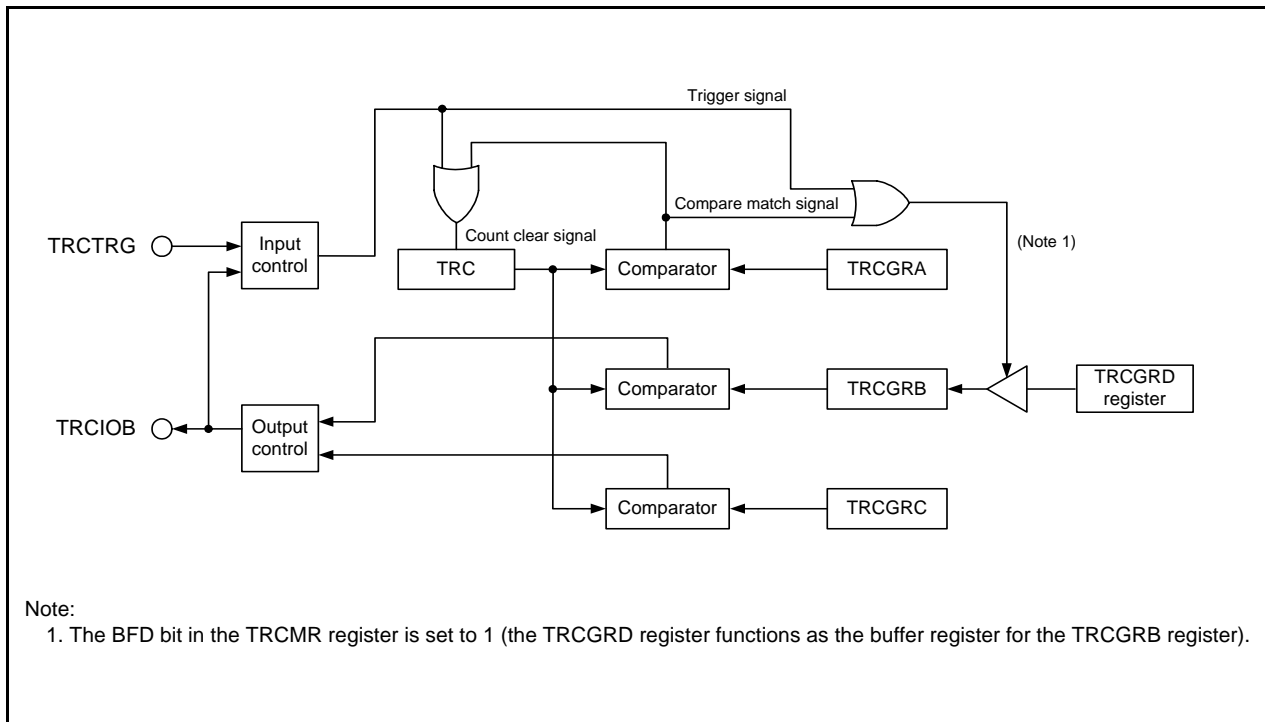 Trigger signal
Compare match signal
TRCTRG
Input
control
Count clear signal
TRC
Comparator
TRCGRA
(Note 1)
Comparator
TRCGRB
TRCGRD
register
TRCIOB
Output
control
Comparator
TRCGRC
Note:
1. The BFD bit in the TRCMR register is set to 1 (the TRCGRD register functions as the buffer register for the TRCGRB register).